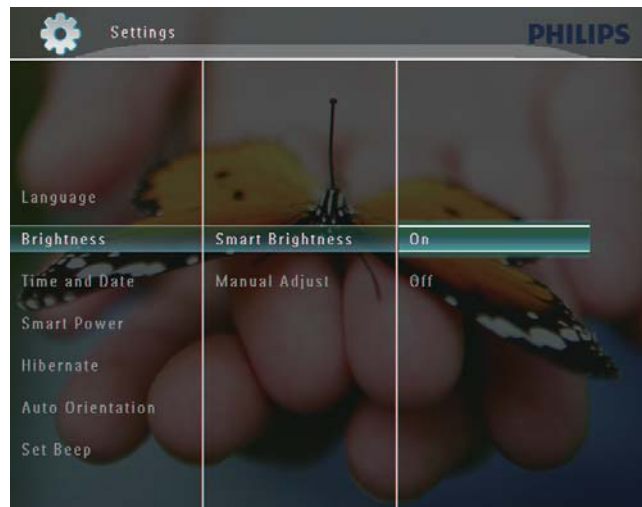 Settings
PHILIPS
Language
Brightness
Smart Brightness
On
Time and Date
Manual Adjust
Off
Smart Power
Hibernate
Auto Orientation
Set Beep